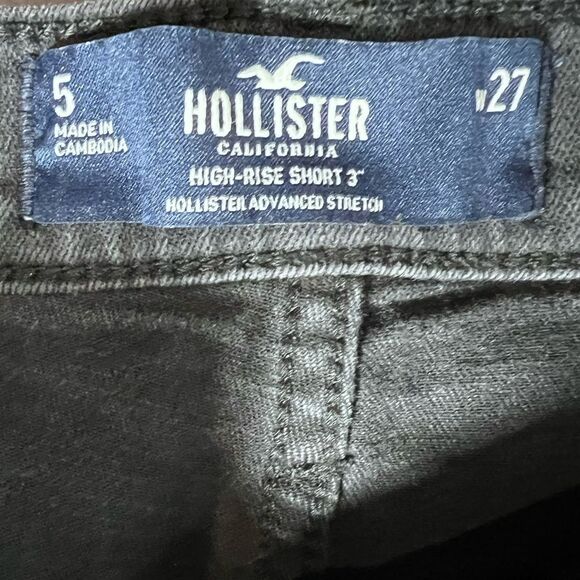 5
MADE IN
CAMBODIA
HOLLISTER
CALIFORNIA
HIGH-RISE SHORT 3"
HOLLISTER ADVANCED STRETCH
W27